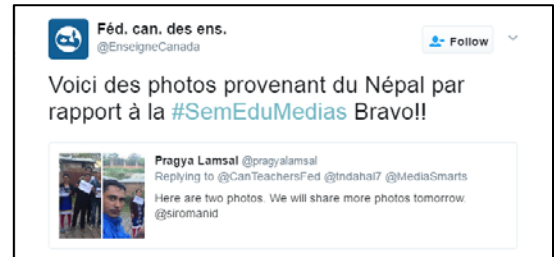 Féd. can. des ens.
@EnseigneCanada
Follow
Voici des photos provenant du Népal par
rapport à la #SemEduMedias Bravo!!
Pragya Lamsal @pragyalamsal
Replying to @CanTeachersFed @tndahal7 @MediaSmarts
Here are two photos. We will share more photos tomorrow.
@siromanid